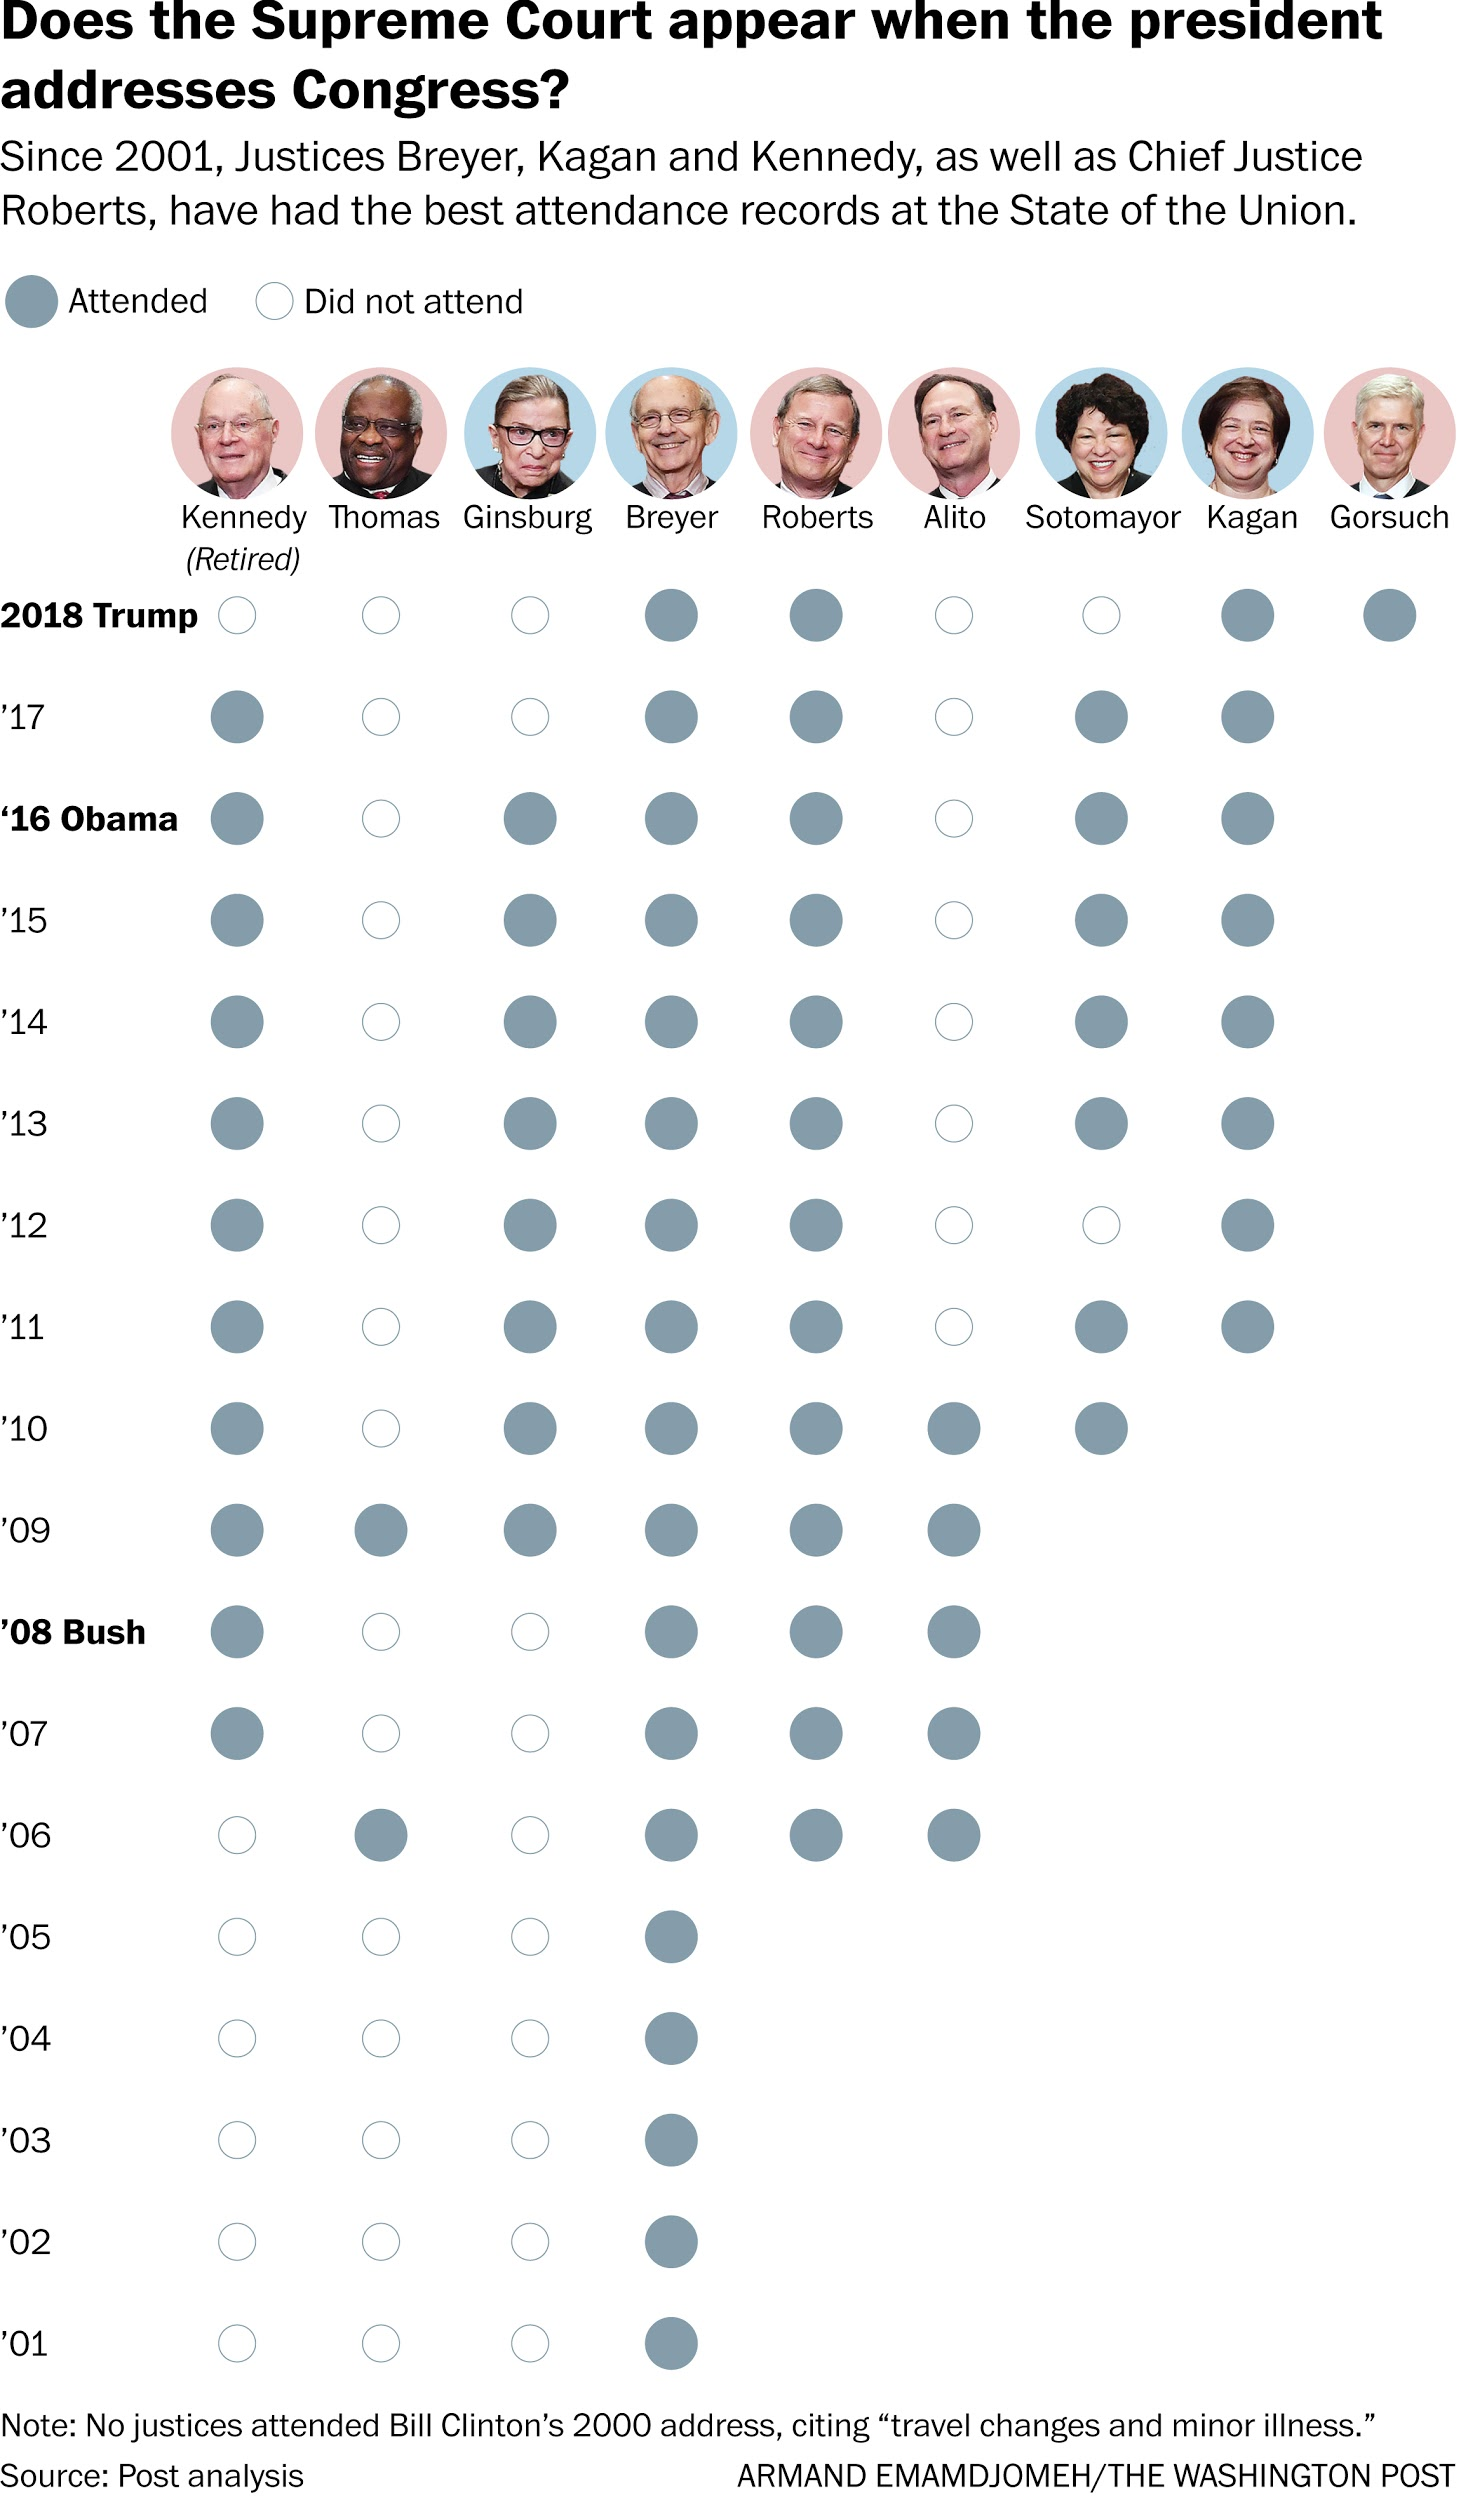 Does the Supreme Court appear when the president
addresses Congress?
Since 2001, Justices Breyer, Kagan and Kennedy, as well as Chief Justice
Roberts, have had the best attendance records at the State of the Union.
Attended Did not attend
Kennedy Thomas Ginsburg Breyer Roberts Alito Sotomayor Kagan Gorsuch
(Retired)
2018 Trump
’17
‘16 Obama
’15
’14
’13
’12
’11
’10
’09
’08 Bush
’07
’06
’05
’04
’03
’02
’01
Note: No justices attended Bill Clinton’s 2000 address, citing “travel changes and minor illness.”
Source: Post analysis ARMAND EMAMDJOMEH/THE WASHINGTON POST